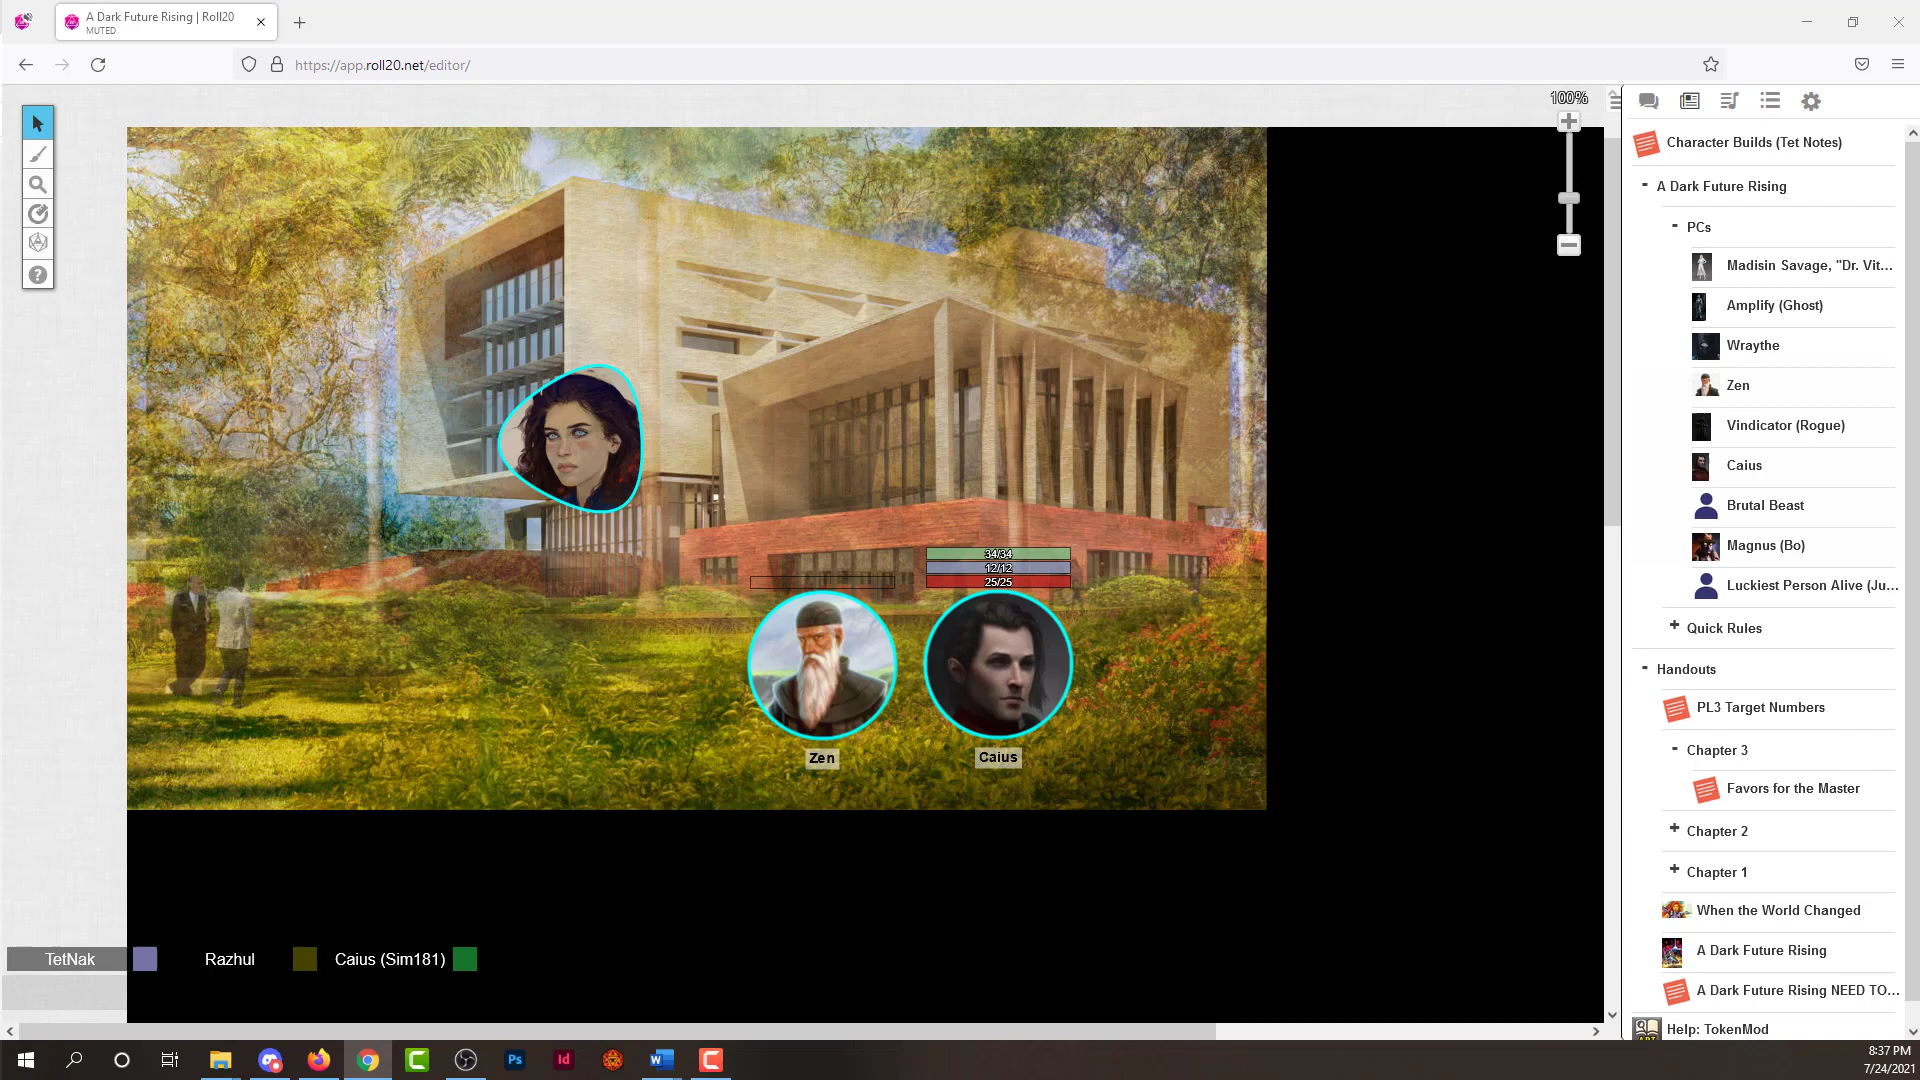 A Dark Future Rising | Roll20
MUTED
https://app.roll20.net/editor/
100%
Character Builds (Tet Notes)
A Dark Future Rising
PCs
Madisin Savage, "Dr. Vit...
Amplify (Ghost)
Wraythe
Zen
Vindicator (Rogue)
Caius
Brutal Beast
Magnus (Bo)
Luckiest Person Alive (Ju...
Quick Rules
Handouts
PL3 Target Numbers
Chapter 3
Favors for the Master
Chapter 2
Chapter 1
When the World Changed
A Dark Future Rising
A Dark Future Rising NEED TO...
Help: TokenMod
34/34
12/12
25/25
Zen
Caius
TetNak
Razhul
Caius (Sim181)
Ps
Id
W
8:37 PM
7/24/2021